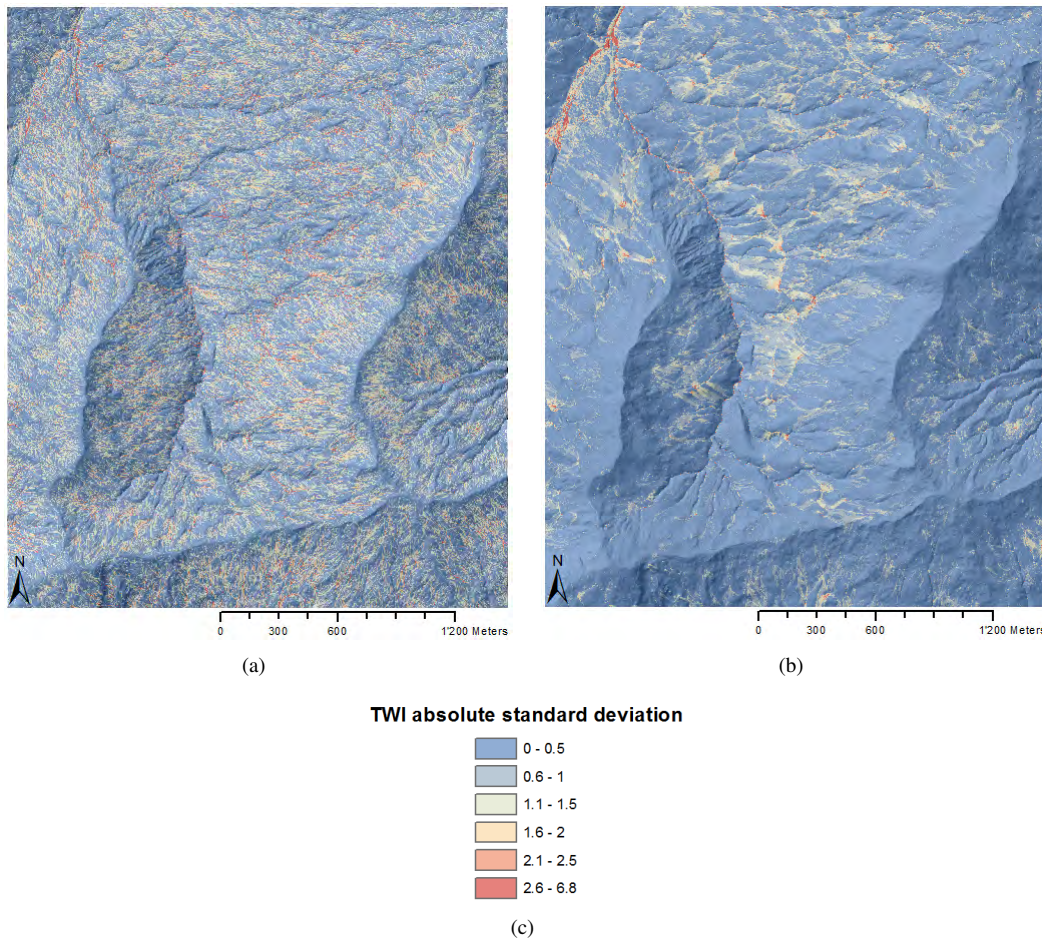 N
0 300 600 1'200 Meters
(a)
N
0 300 600 1'200 Meters
(b)
TWI absolute standard deviation
0 - 0.5
0.6 - 1
1.1 - 1.5
1.6 - 2
2.1 - 2.5
2.6 - 6.8
(c)